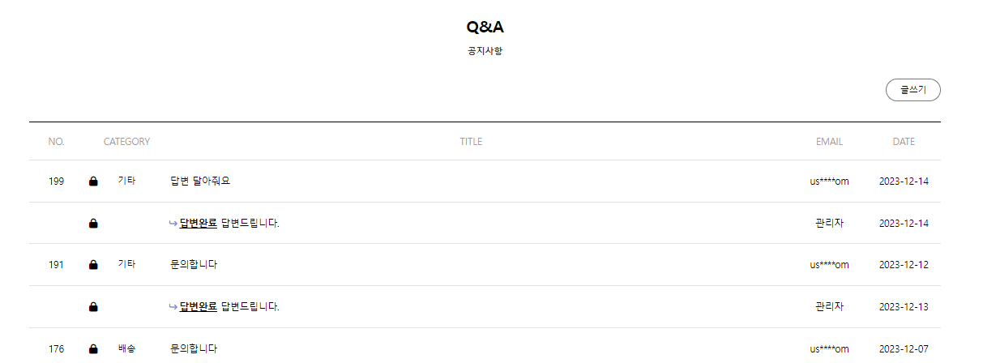 Q&A
공지사항
글쓰기
NO. CATEGORY TITLE EMAIL DATE
199 기타 답변 달아줘요 us****om 2023-12-14
답변완료 답변드립니다. 관리자 2023-12-14
191 기타 문의합니다 us****om 2023-12-12
답변완료 답변드립니다. 관리자 2023-12-13
176 배송 문의합니다 us****om 2023-12-07